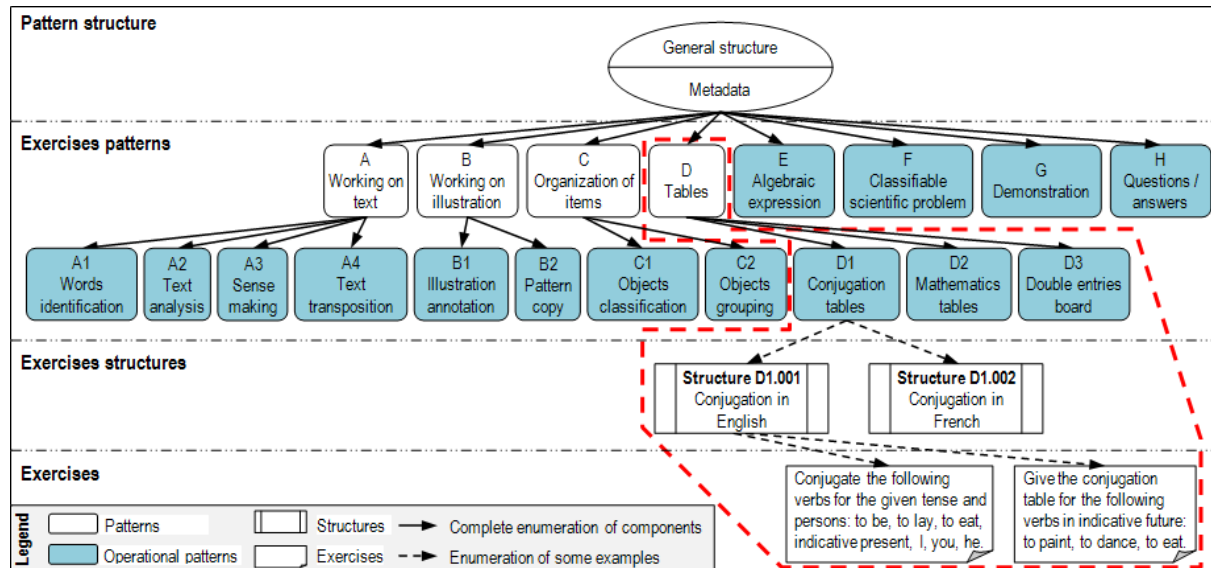 Pattern structure
General structure
Metadata
Exercises patterns
A
Working on
text
B
Working on
illustration
C
Organization of
items
D
Tables
E
Algebraic
expression
F
Classifiable
scientific problem
G
Demonstration
H
Questions /
answers
A1
Words
identification
A2
Text
analysis
A3
Sense
making
A4
Text
transposition
B1
Illustration
annotation
B2
Pattern
copy
C1
Objects
classification
C2
Objects
grouping
D1
Conjugation
tables
D2
Mathematics
tables
D3
Double entries
board
Exercises structures
Structure D1.001
Conjugation in
English
Structure D1.002
Conjugation in
French
Exercises
Conjugate the following
verbs for the given tense and
persons: to be, to lay, to eat,
indicative present, I, you, he.
Give the conjugation
table for the following
verbs in indicative future:
to paint, to dance, to eat.
Legend
Patterns
Operational patterns
Structures
Exercises
Complete enumeration of components
Enumeration of some examples